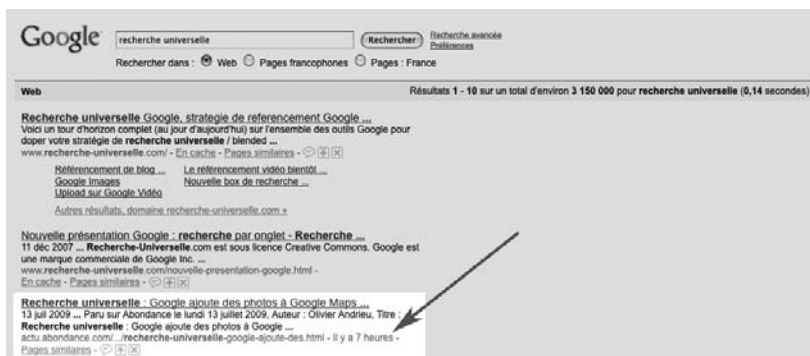 Google
recherche universelle
Rechercher
Recherche avancée
Préférences
Rechercher dans : Web Pages francophones Pages : France
Web Résultats 1 - 10 sur un total d'environ 3 150 000 pour recherche universelle (0,14 secondes)
Recherche universelle Google, strategie de referencement Google ...
Voici un tour d'horizon complet (au jour d'aujourd'hui) sur l'ensemble des outils Google pour
doper votre stratégie de recherche universelle / blended ...
www.recherche-universelle.com/ - En cache - Pages similaires -
Référencement de blog ... Le référencement vidéo bientôt ...
Google Images Nouvelle box de recherche ...
Upload sur Google Vidéo
Autres résultats, domaine recherche-universelle.com »
Nouvelle présentation Google : recherche par onglet - Recherche ...
11 déc 2007 ... Recherche-Universelle.com est sous licence Creative Commons. Google est
une marque commerciale de Google Inc. ...
www.recherche-universelle.com/nouvelle-presentation-google.html -
En cache - Pages similaires -
Recherche universelle : Google ajoute des photos à Google Maps ...
13 juil 2009 ... Paru sur Abondance le lundi 13 juillet 2009, Auteur : Olivier Andrieu, Titre :
Recherche universelle : Google ajoute des photos à Google ...
actu.abondance.com/.../recherche-universelle-google-ajoute-des.html - Il y a 7 heures -
Pages similaires -